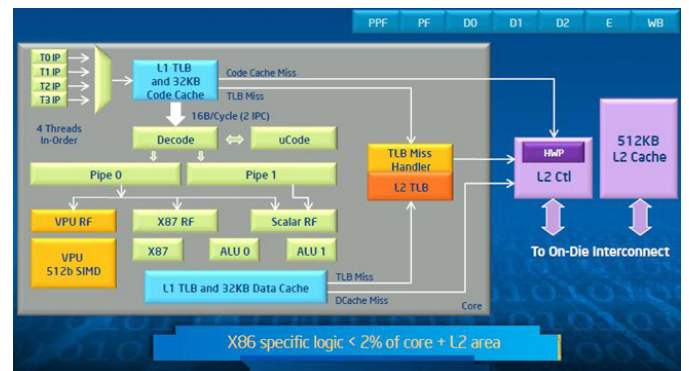 PPF PF D0 D1 D2 E WB
T0 IP
T1 IP
T2 IP
T3 IP
4 Threads
In-Order
L1 TLB
and 32KB
Code Cache
Code Cache Miss
TLB Miss
16B/Cycle (2 IPC)
Decode
uCode
Pipe 0
Pipe 1
VPU RF
X87 RF
Scalar RF
VPU
512b SIMD
X87
ALU 0
ALU 1
L1 TLB and 32KB Data Cache
TLB Miss
DCache Miss
Core
TLB Miss
Handler
L2 TLB
HWP
L2 Ctl
512KB
L2 Cache
To On-Die Interconnect
X86 specific logic < 2% of core + L2 area